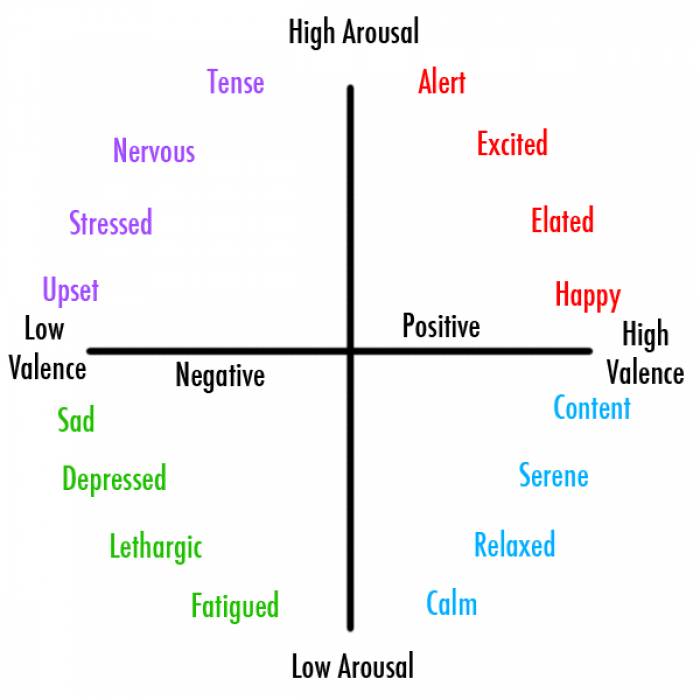 High Arousal
Tense
Alert
Nervous
Excited
Stressed
Elated
Upset
Happy
Low
Valence
Positive
High
Valence
Negative
Sad
Content
Depressed
Serene
Lethargic
Relaxed
Fatigued
Calm
Low Arousal